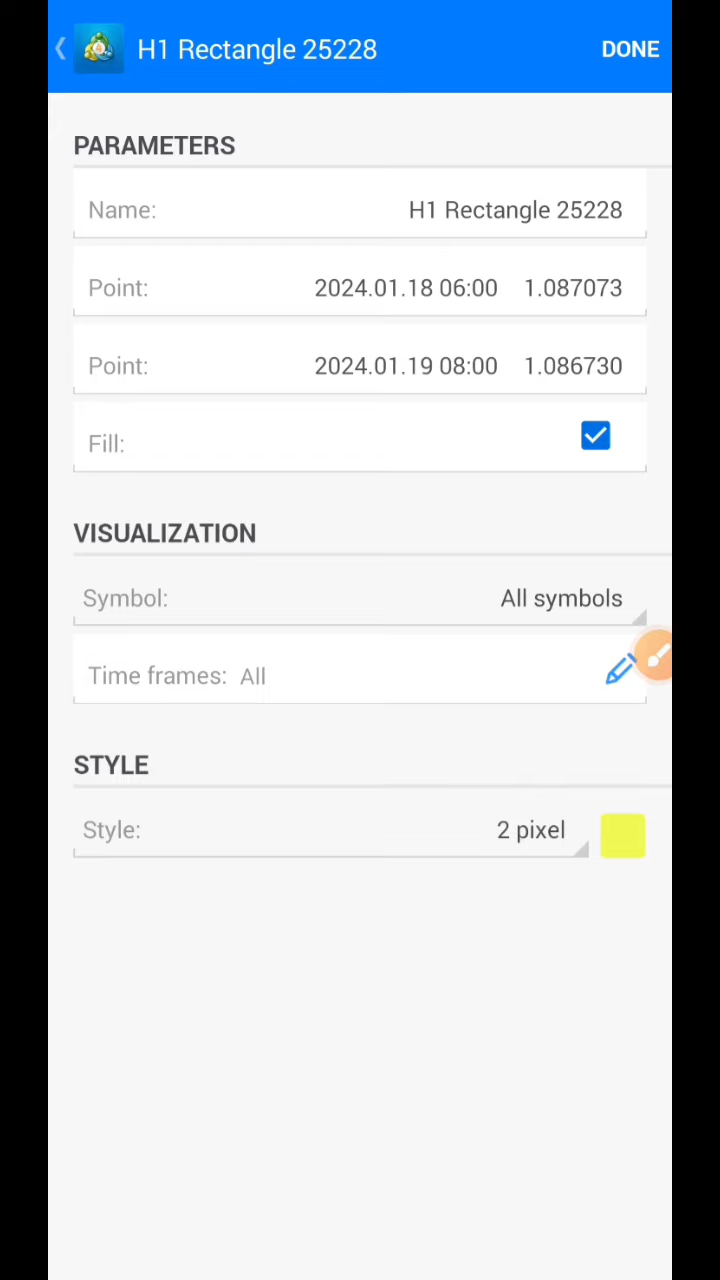 H1 Rectangle 25228 DONE
PARAMETERS
Name: H1 Rectangle 25228
Point: 2024.01.18 06:00 1.087073
Point: 2024.01.19 08:00 1.086730
Fill:
VISUALIZATION
Symbol: All symbols
Time frames: All
STYLE
Style: 2 pixel